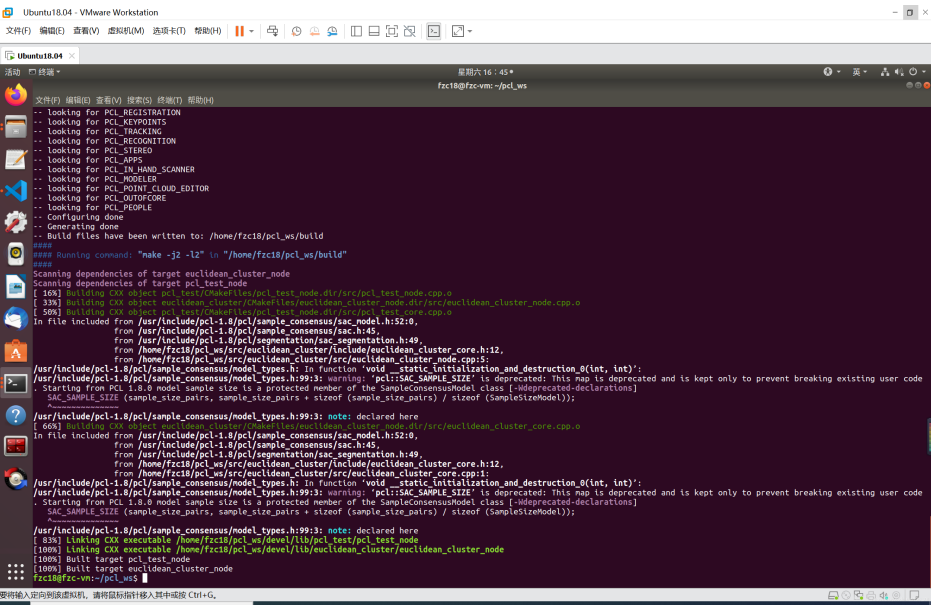 Ubuntu18.04 - VMware Workstation
文件(F) 编辑(E) 查看(V) 虚拟机(M) 选项卡(T) 帮助(H)
Ubuntu18.04
活动 终端 星期六 16：45 英
fzc18@fzc-vm: ~/pcl_ws
文件(F) 编辑(E) 查看(V) 搜索(S) 终端(T) 帮助(H)
-- looking for PCL_REGISTRATION
-- looking for PCL_KEYPOINTS
-- looking for PCL_TRACKING
-- looking for PCL_RECOGNITION
-- looking for PCL_STEREO
-- looking for PCL_APPS
-- looking for PCL_IN_HAND_SCANNER
-- looking for PCL_MODELER
-- looking for PCL_POINT_CLOUD_EDITOR
-- looking for PCL_OUTOFCORE
-- looking for PCL_PEOPLE
-- Configuring done
-- Generating done
-- Build files have been written to: /home/fzc18/pcl_ws/build
####
#### Running command: "make -j2 -l2" in "/home/fzc18/pcl_ws/build"
####
Scanning dependencies of target euclidean_cluster_node
Scanning dependencies of target pcl_test_node
[ 16%] Building CXX object pcl_test/CMakeFiles/pcl_test_node.dir/src/pcl_test_node.cpp.o
[ 33%] Building CXX object euclidean_cluster/CMakeFiles/euclidean_cluster_node.dir/src/euclidean_cluster_node.cpp.o
[ 50%] Building CXX object pcl_test/CMakeFiles/pcl_test_node.dir/src/pcl_test_core.cpp.o
In file included from /usr/include/pcl-1.8/pcl/sample_consensus/sac_model.h:52:0,
from /usr/include/pcl-1.8/pcl/sample_consensus/sac.h:45,
from /usr/include/pcl-1.8/pcl/segmentation/sac_segmentation.h:49,
from /home/fzc18/pcl_ws/src/euclidean_cluster/include/euclidean_cluster_core.h:12,
from /home/fzc18/pcl_ws/src/euclidean_cluster/src/euclidean_cluster_node.cpp:5:
/usr/include/pcl-1.8/pcl/sample_consensus/model_types.h: In function ‘void __static_initialization_and_destruction_0(int, int)’:
/usr/include/pcl-1.8/pcl/sample_consensus/model_types.h:99:3: warning: ‘pcl::SAC_SAMPLE_SIZE’ is deprecated: This map is deprecated and is kept only to prevent breaking existing user code
. Starting from PCL 1.8.0 model sample size is a protected member of the SampleConsensusModel class [-Wdeprecated-declarations]
SAC_SAMPLE_SIZE (sample_size_pairs, sample_size_pairs + sizeof (sample_size_pairs) / sizeof (SampleSizeModel));
^~~~~~~~~~~~~~~
/usr/include/pcl-1.8/pcl/sample_consensus/model_types.h:99:3: note: declared here
[ 66%] Building CXX object euclidean_cluster/CMakeFiles/euclidean_cluster_node.dir/src/euclidean_cluster_core.cpp.o
In file included from /usr/include/pcl-1.8/pcl/sample_consensus/sac_model.h:52:0,
from /usr/include/pcl-1.8/pcl/sample_consensus/sac.h:45,
from /usr/include/pcl-1.8/pcl/segmentation/sac_segmentation.h:49,
from /home/fzc18/pcl_ws/src/euclidean_cluster/include/euclidean_cluster_core.h:12,
from /home/fzc18/pcl_ws/src/euclidean_cluster/src/euclidean_cluster_core.cpp:1:
/usr/include/pcl-1.8/pcl/sample_consensus/model_types.h: In function ‘void __static_initialization_and_destruction_0(int, int)’:
/usr/include/pcl-1.8/pcl/sample_consensus/model_types.h:99:3: warning: ‘pcl::SAC_SAMPLE_SIZE’ is deprecated: This map is deprecated and is kept only to prevent breaking existing user code
. Starting from PCL 1.8.0 model sample size is a protected member of the SampleConsensusModel class [-Wdeprecated-declarations]
SAC_SAMPLE_SIZE (sample_size_pairs, sample_size_pairs + sizeof (sample_size_pairs) / sizeof (SampleSizeModel));
^~~~~~~~~~~~~~~
/usr/include/pcl-1.8/pcl/sample_consensus/model_types.h:99:3: note: declared here
[ 83%] Linking CXX executable /home/fzc18/pcl_ws/devel/lib/pcl_test/pcl_test_node
[100%] Linking CXX executable /home/fzc18/pcl_ws/devel/lib/euclidean_cluster/euclidean_cluster_node
[100%] Built target pcl_test_node
[100%] Built target euclidean_cluster_node
fzc18@fzc-vm:~/pcl_ws$
要将输入定向到该虚拟机，请将鼠标指针移入其中或按 Ctrl+G。